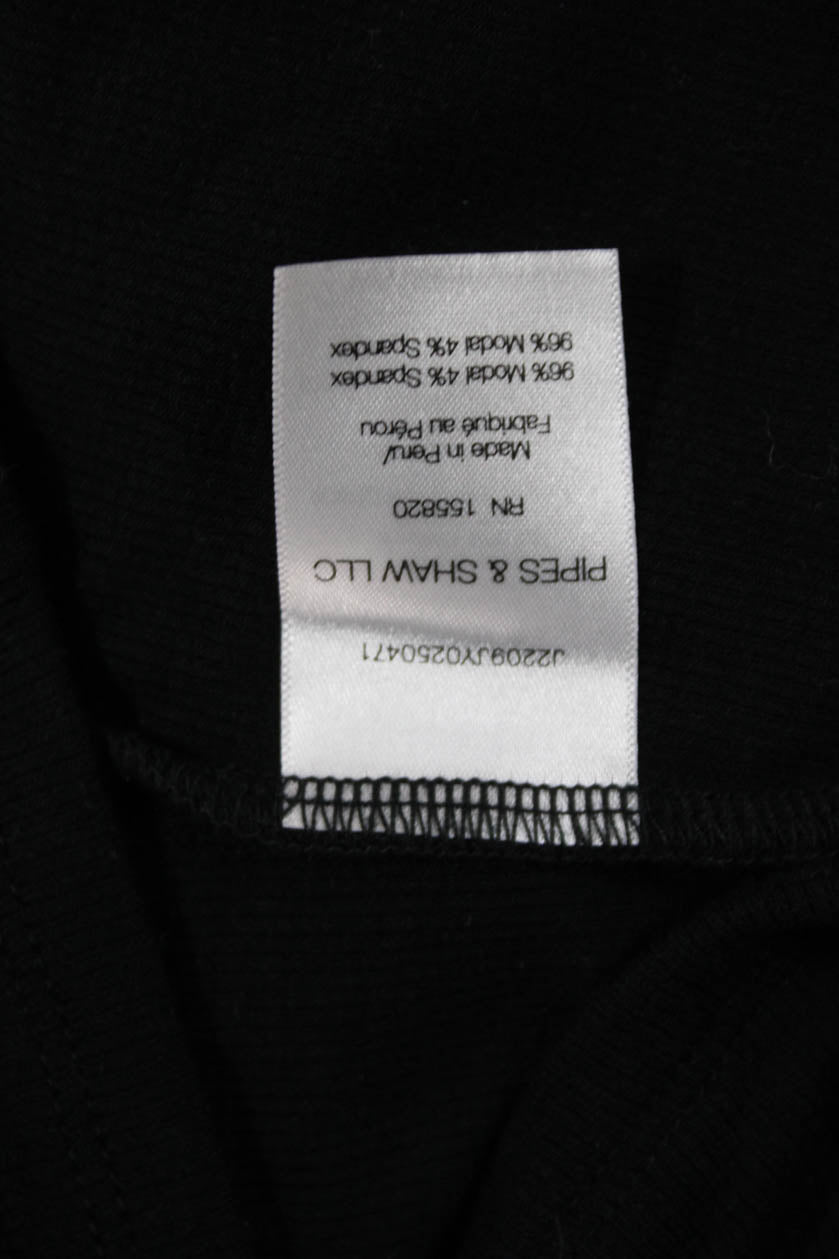 J2209JY0250471
PIPES & SHAW LLC
RN 155820
Made in Peru/
Fabriqué au Pérou
96% Modal 4% Spandex
96% Modal 4% Spandex